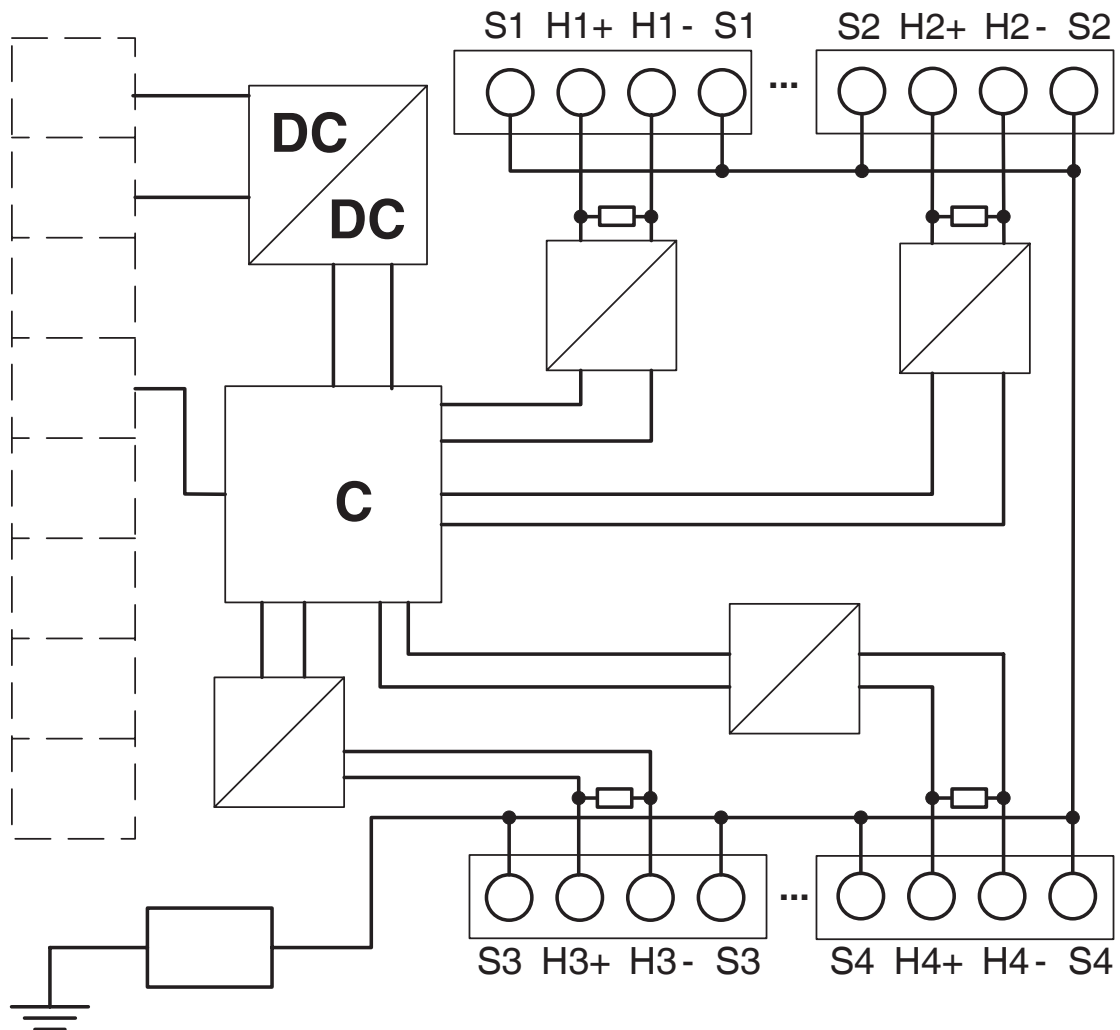 S1 H1+ H1- S1 ... S2 H2+ H2- S2
DC
DC
C
...
S3 H3+ H3- S3 S4 H4+ H4- S4